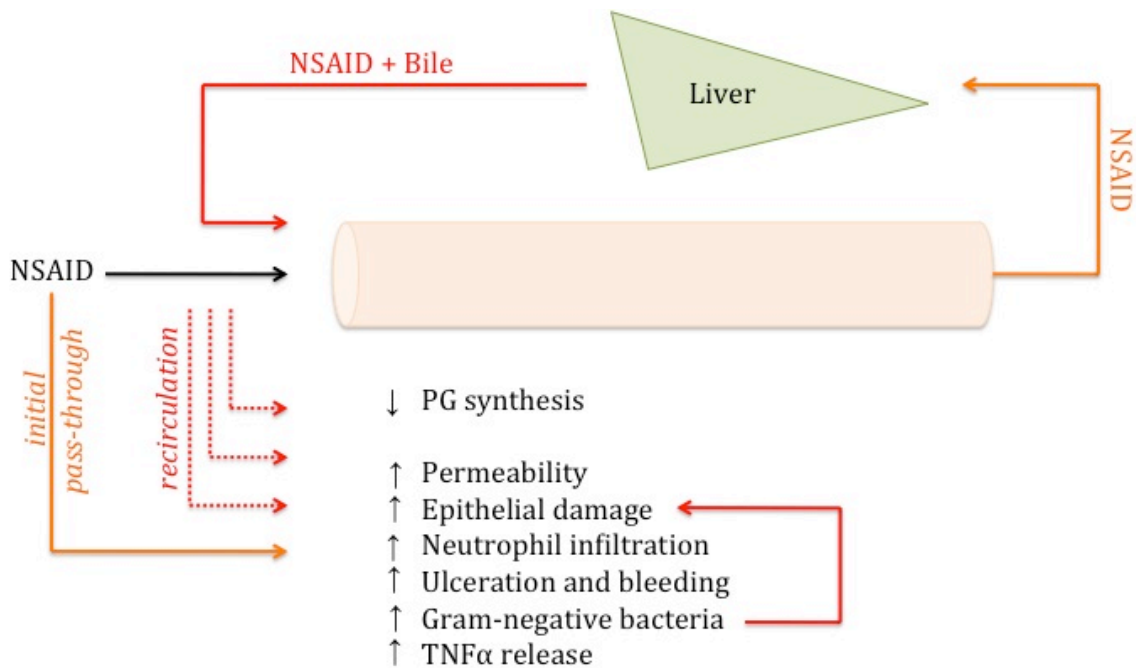 NSAID + Bile
Liver
NSAID
NSAID
initial
pass-through
recirculation
↓ PG synthesis
↑ Permeability
↑ Epithelial damage
↑ Neutrophil infiltration
↑ Ulceration and bleeding
↑ Gram-negative bacteria
↑ TNFα release